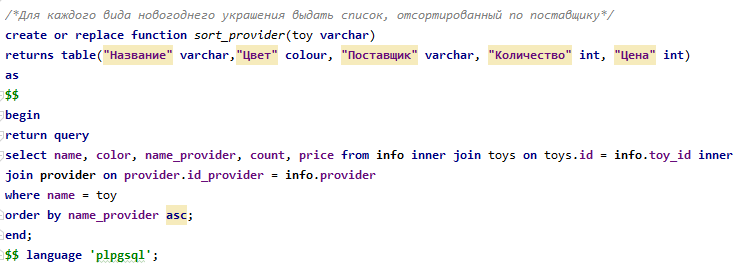 /*Для каждого вида новогоднего украшения выдать список, отсортированный по поставщику*/
create or replace function sort_provider(toy varchar)
returns table("Название" varchar,"Цвет" colour, "Поставщик" varchar, "Количество" int, "Цена" int)
as
$$
begin
return query
select name, color, name_provider, count, price from info inner join toys on toys.id = info.toy_id inner
join provider on provider.id_provider = info.provider
where name = toy
order by name_provider asc;
end;
$$ language 'plpgsql';